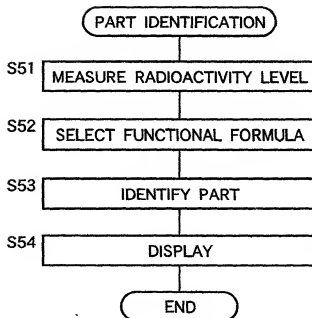 PART IDENTIFICATION
S51
MEASURE RADIOACTIVITY LEVEL
S52
SELECT FUNCTIONAL FORMULA
S53
IDENTIFY PART
S54
DISPLAY
END